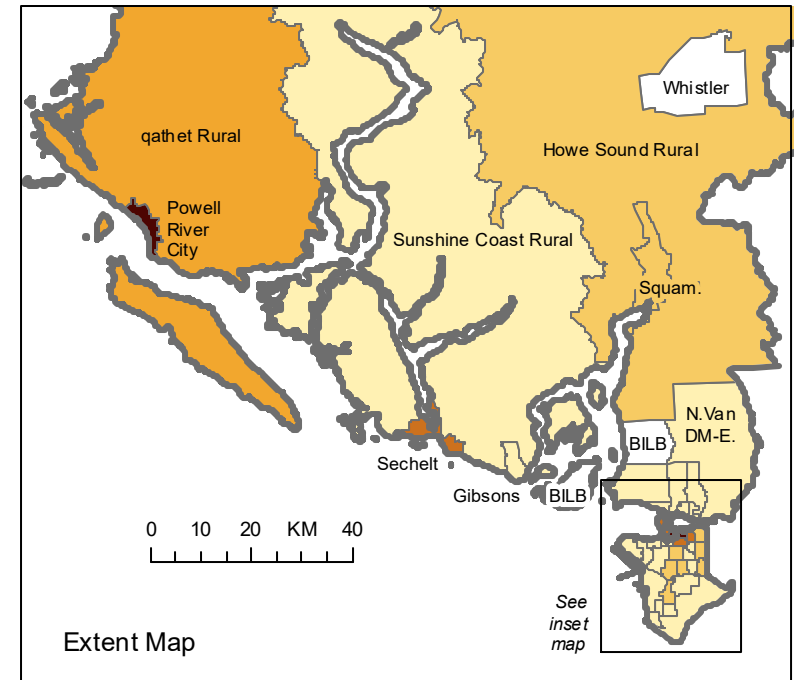 Whistler
qathet Rural
Howe Sound Rural
Powell
River
City
Sunshine Coast Rural
Squam.
N.Van
DM-E.
BILB
Sechelt
Gibsons
BILB
0 10 20 KM 40
See
inset
map
Extent Map